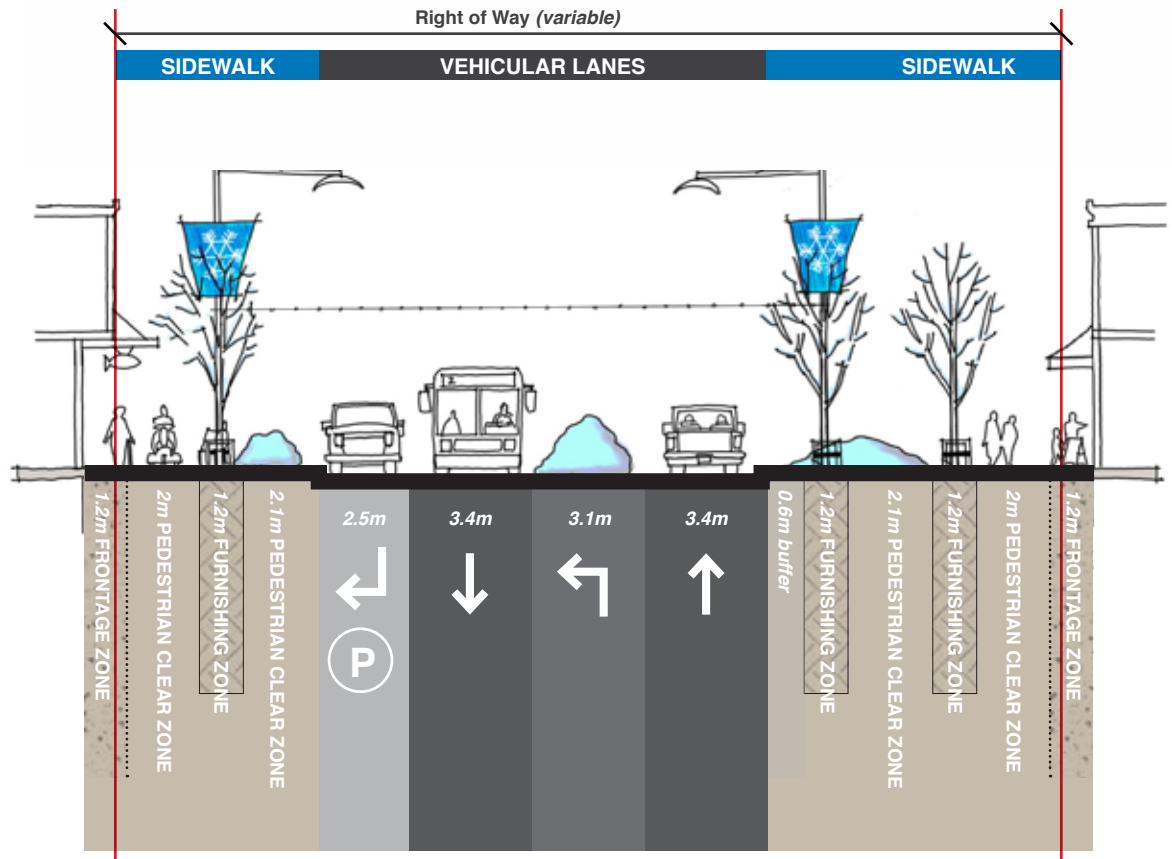 Right of Way (variable)
SIDEWALK
VEHICULAR LANES
SIDEWALK
1.2m FRONTAGE ZONE
2m PEDESTRIAN CLEAR ZONE
1.2m FURNISHING ZONE
2.1m PEDESTRIAN CLEAR ZONE
2.5m
3.4m
3.1m
3.4m
P
0.6m buffer
1.2m FURNISHING ZONE
2.1m PEDESTRIAN CLEAR ZONE
1.2m FURNISHING ZONE
2m PEDESTRIAN CLEAR ZONE
1.2m FRONTAGE ZONE